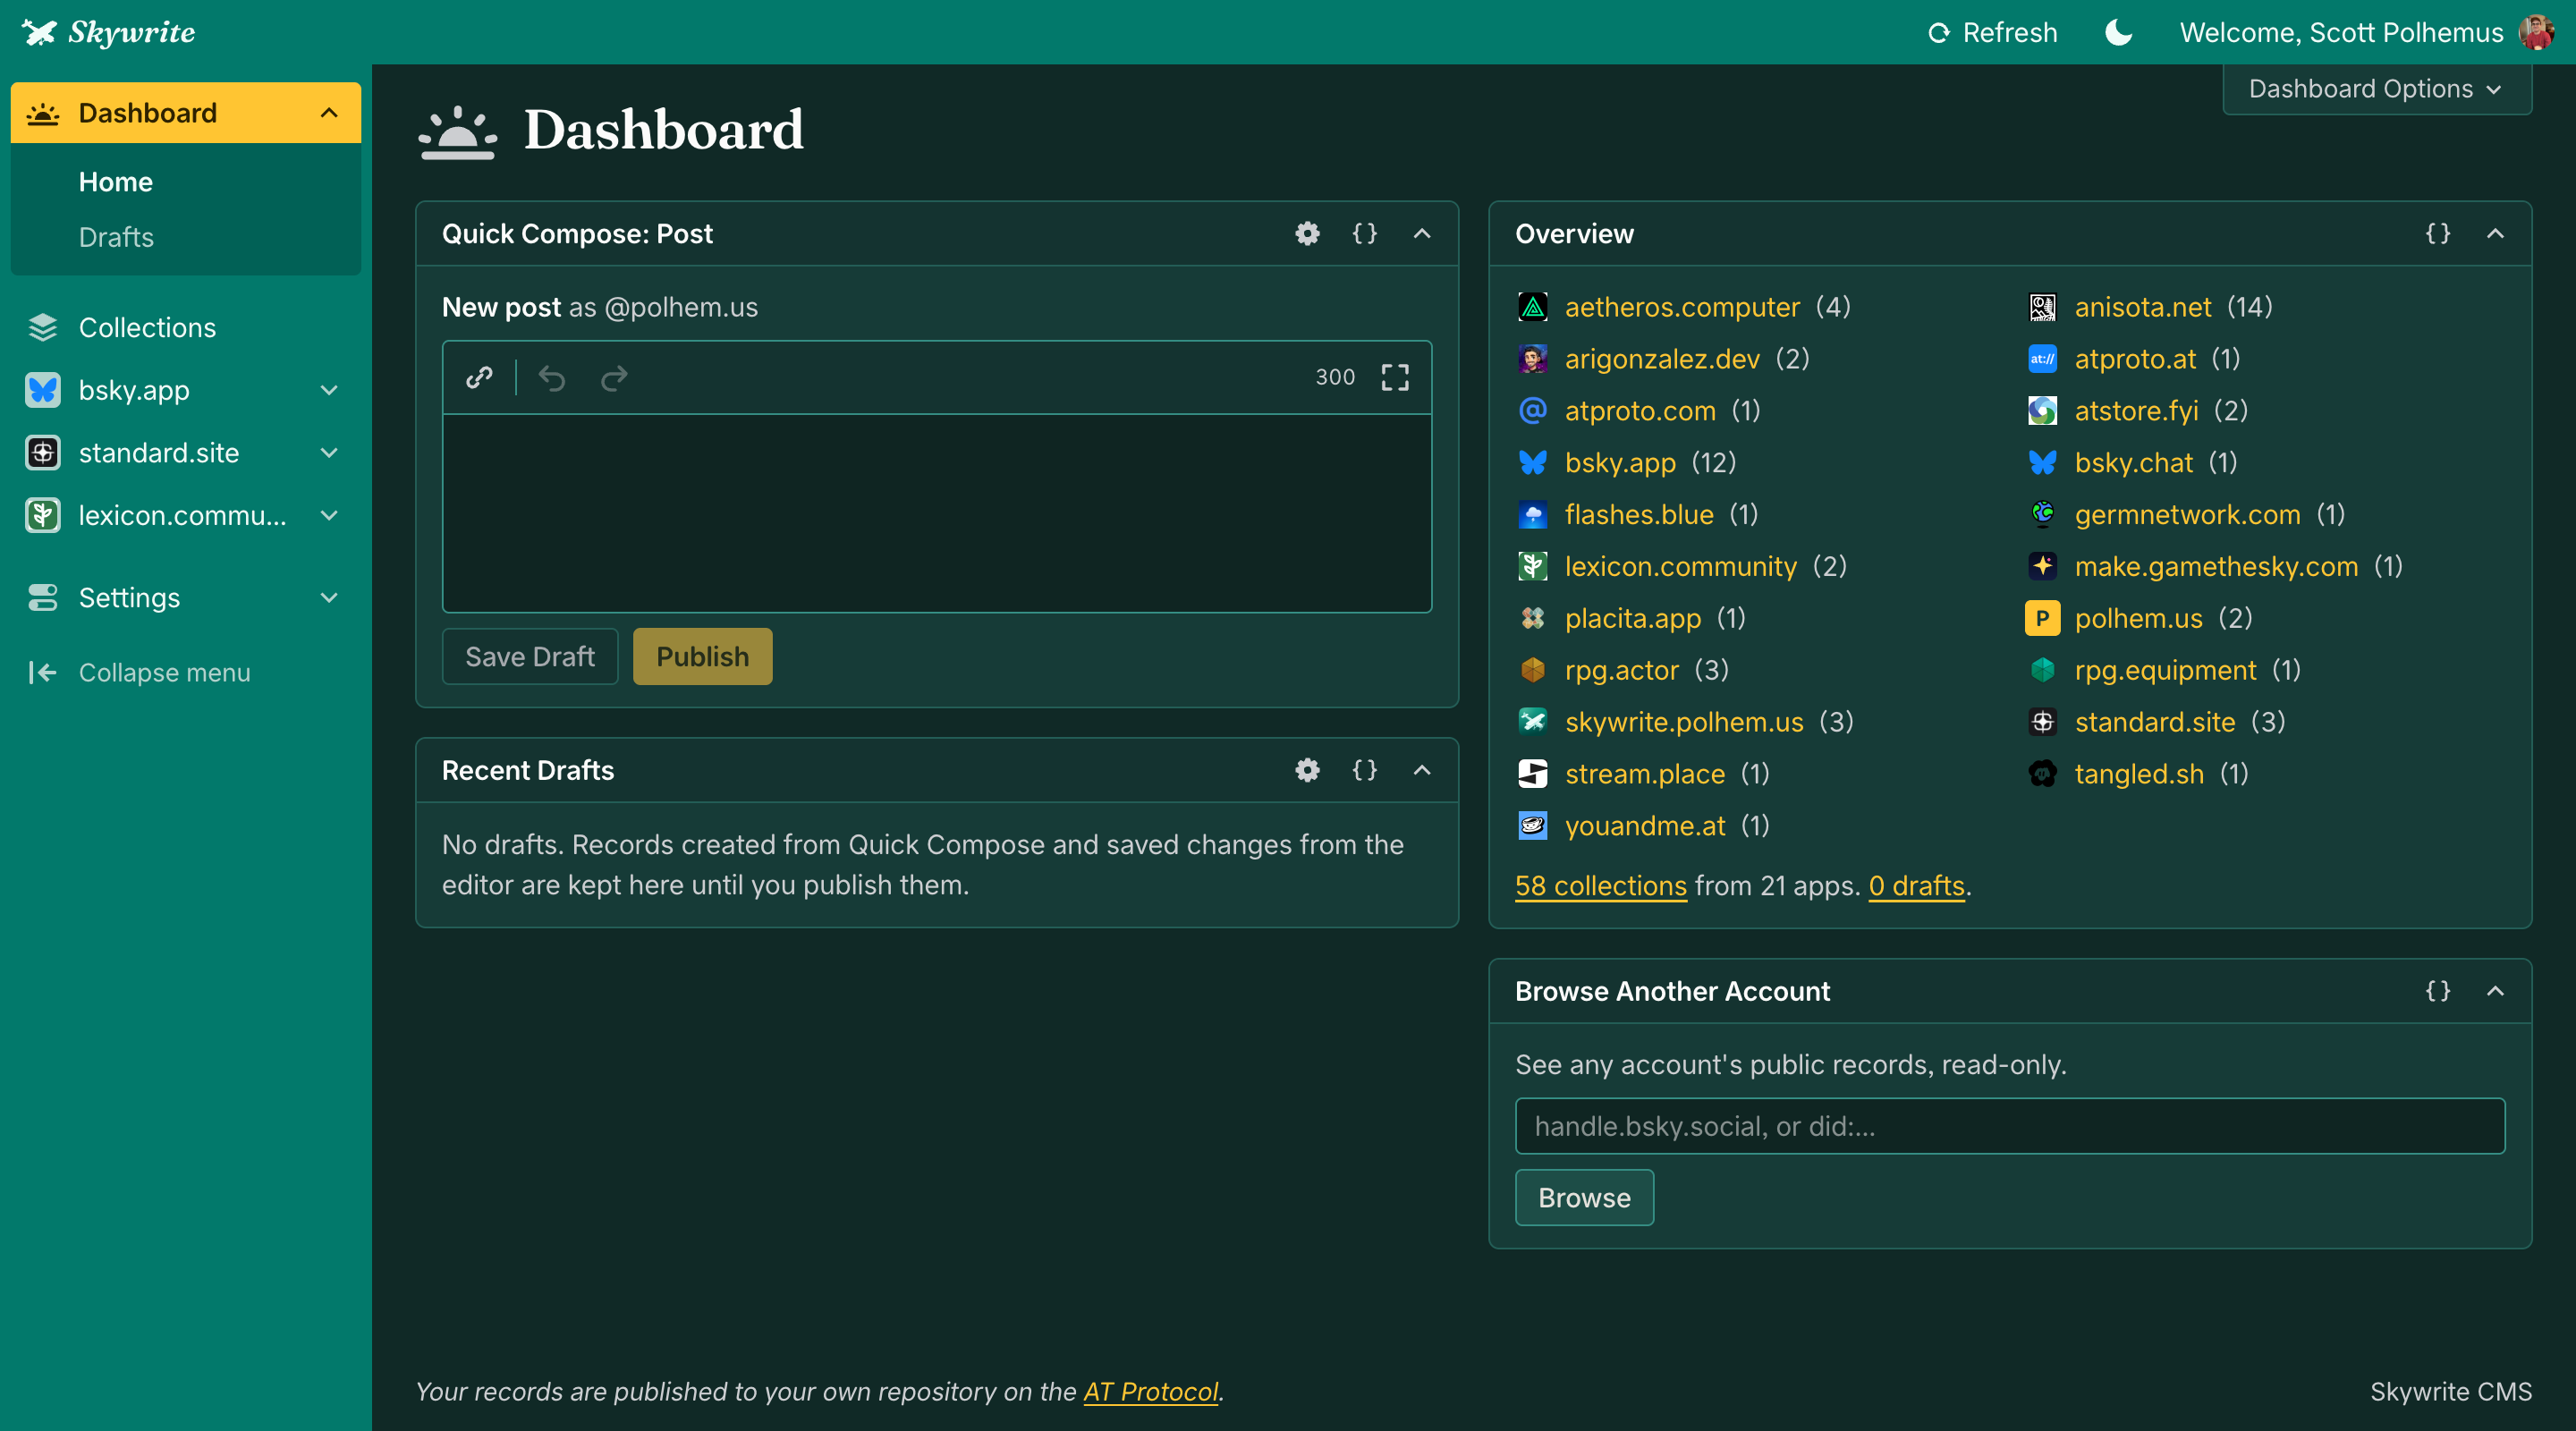 Skywrite
Refresh
Welcome, Scott Polhemus
Dashboard
Home
Drafts
Collections
bsky.app
standard.site
lexicon.commu...
Settings
Collapse menu
Dashboard Options
Dashboard
Quick Compose: Post
{}
New post as @polhem.us
300
Save Draft
Publish
Recent Drafts
{}
No drafts. Records created from Quick Compose and saved changes from the
editor are kept here until you publish them.
Overview
{}
aetheros.computer (4)
anisota.net (14)
arigonzalez.dev (2)
at://
atproto.at (1)
@
atproto.com (1)
atstore.fyi (2)
bsky.app (12)
bsky.chat (1)
flashes.blue (1)
germnetwork.com (1)
lexicon.community (2)
make.gamethesky.com (1)
placita.app (1)
P
polhem.us (2)
rpg.actor (3)
rpg.equipment (1)
skywrite.polhem.us (3)
standard.site (3)
stream.place (1)
tangled.sh (1)
youandme.at (1)
58 collections from 21 apps. 0 drafts.
Browse Another Account
{}
See any account's public records, read-only.
handle.bsky.social, or did:...
Browse
Your records are published to your own repository on the AT Protocol.
Skywrite CMS